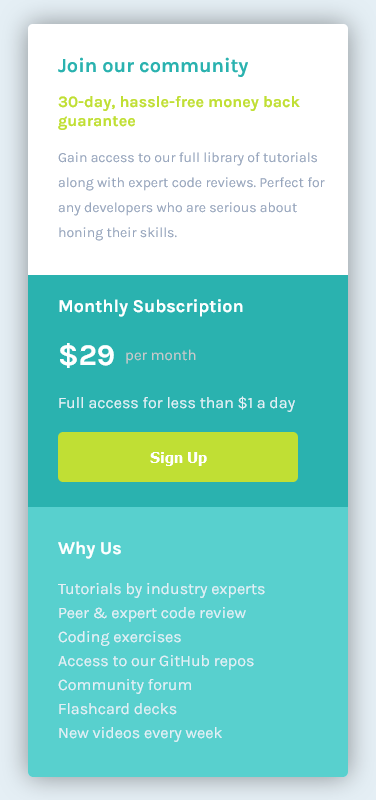 Join our community
30-day, hassle-free money back
guarantee
Gain access to our full library of tutorials
along with expert code reviews. Perfect for
any developers who are serious about
honing their skills.
Monthly Subscription
$29 per month
Full access for less than $1 a day
Sign Up
Why Us
Tutorials by industry experts
Peer & expert code review
Coding exercises
Access to our GitHub repos
Community forum
Flashcard decks
New videos every week